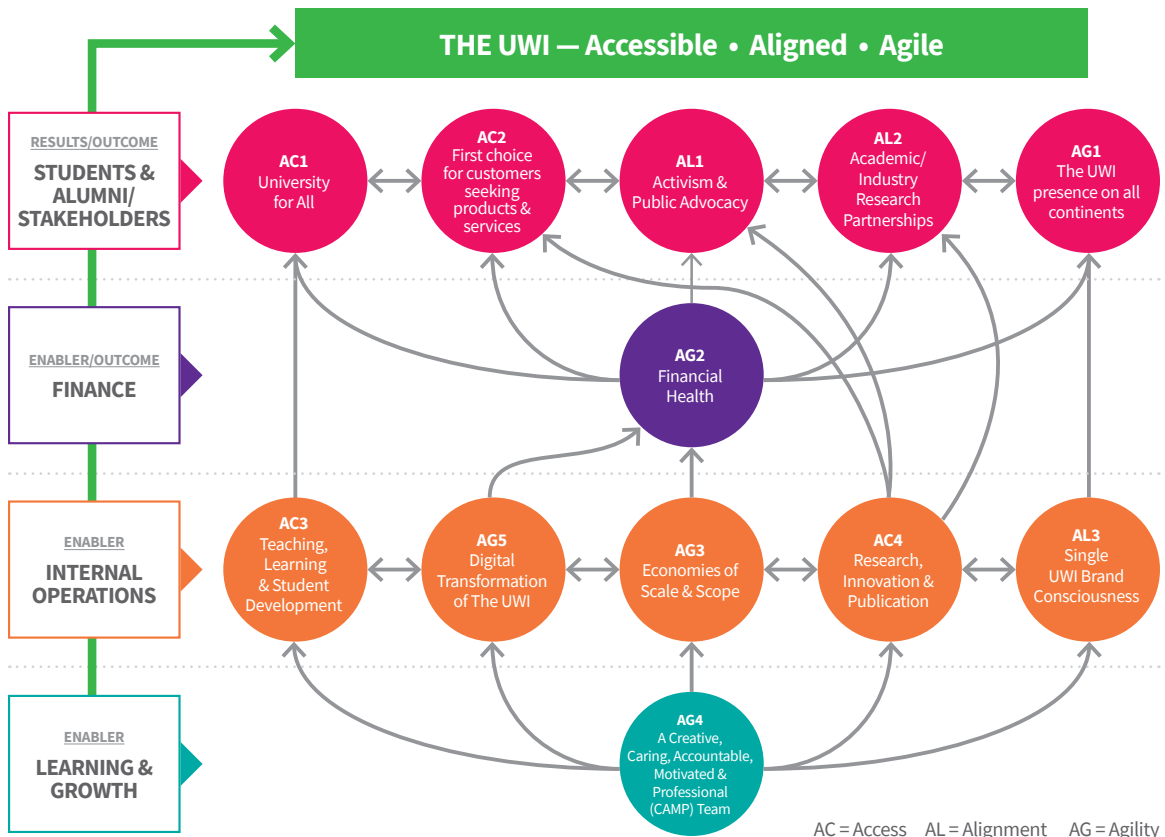 THE UWI — Accessible • Aligned • Agile
RESULTS/OUTCOME
STUDENTS &
ALUMNI/
STAKEHOLDERS
AC1
University
for All
AC2
First choice
for customers
seeking
products &
services
AL1
Activism &
Public Advocacy
AL2
Academic/
Industry
Research
Partnerships
AG1
The UWI
presence on all
continents
ENABLER/OUTCOME
FINANCE
AG2
Financial
Health
ENABLER
INTERNAL
OPERATIONS
AC3
Teaching,
Learning
& Student
Development
AG5
Digital
Transformation
of The UWI
AG3
Economies of
Scale & Scope
AC4
Research,
Innovation &
Publication
AL3
Single
UWI Brand
Consciousness
ENABLER
LEARNING &
GROWTH
AG4
A Creative,
Caring, Accountable,
Motivated &
Professional
(CAMP) Team
AC = Access AL = Alignment AG = Agility